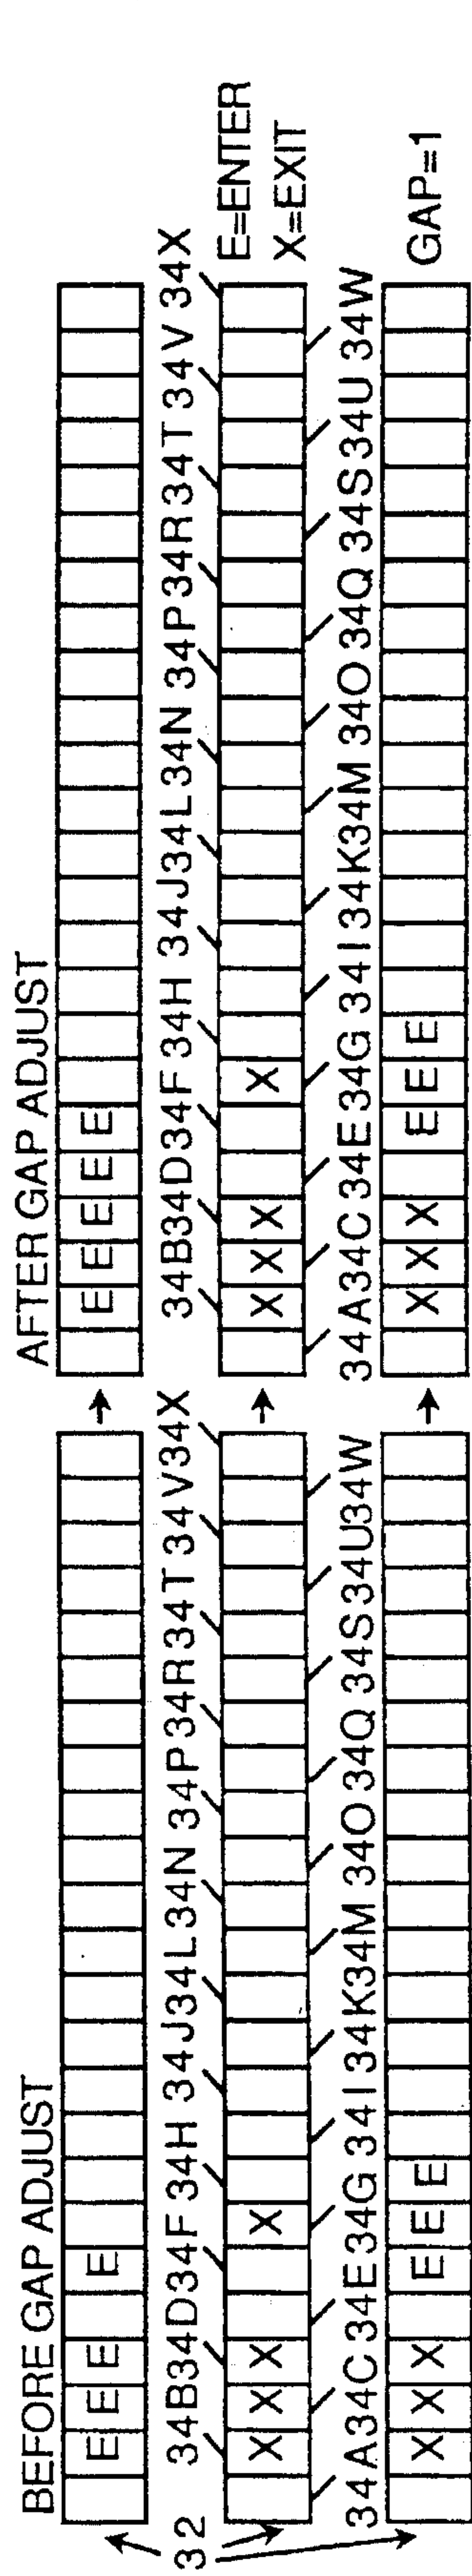 BEFORE GAP ADJUST
E E E E
34B 34D 34F 34H 34J 34L 34N 34P 34R 34T 34V 34X
32
X X X X
34A 34C 34E 34G 34I 34K 34M 34O 34Q 34S 34U 34W
X X X E E E
AFTER GAP ADJUST
E E E E E
34B 34D 34F 34H 34J 34L 34N 34P 34R 34T 34V 34X
X X X X
E=ENTER
X=EXIT
34A 34C 34E 34G 34I 34K 34M 34O 34Q 34S 34U 34W
X X X E E E
GAP=1